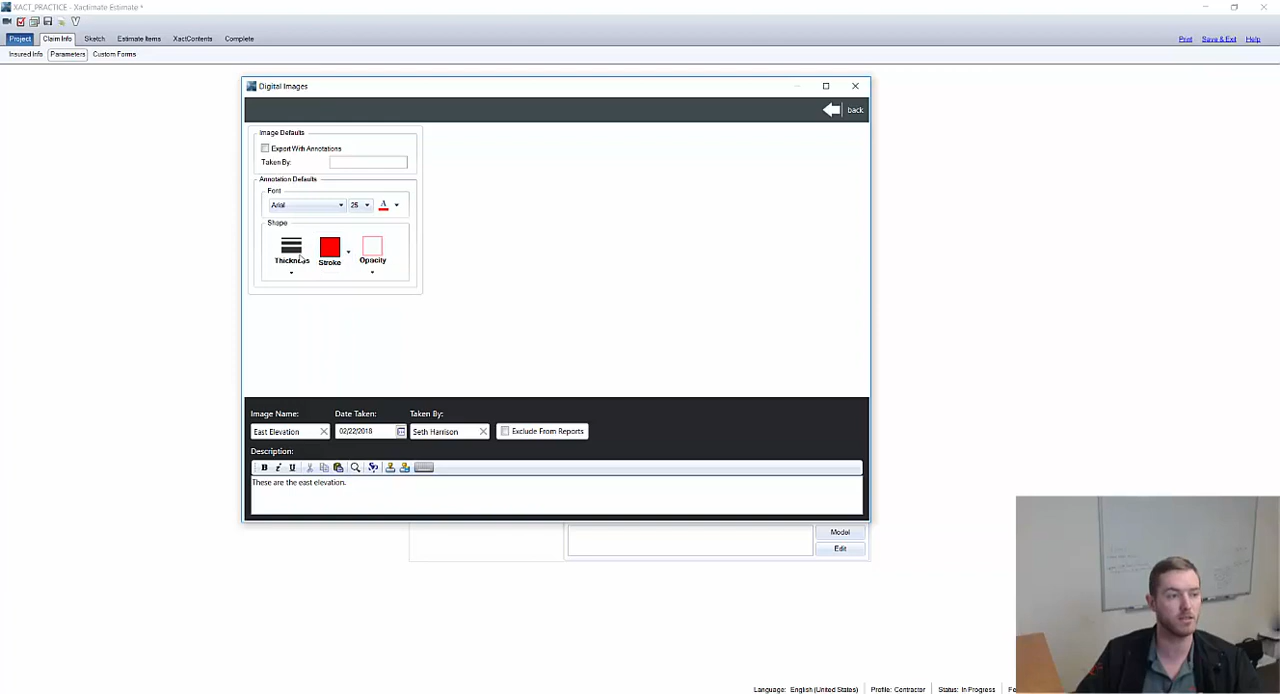 XACT_PRACTICE - Xactimate Estimate *
Project Claim Info Sketch Estimate Items XactContents Complete
Print Save & Exit Help
Insured Info Parameters Custom Forms
Digital Images
back
Image Defaults
Export With Annotations
Taken By:
Annotation Defaults
Font
Arial 25 A
Shape
Thickness Stroke Opacity
Image Name: Date Taken: Taken By:
East Elevation 02/22/2018 Seth Harrison Exclude From Reports
Description:
B I U
These are the east elevation.
Model
Edit
Language: English (United States) Profile: Contractor Status: In Progress